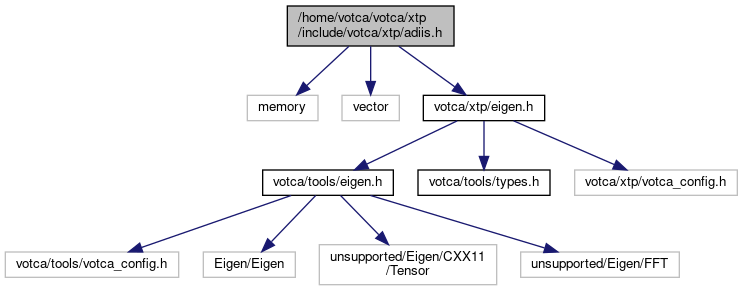 /home/votca/votca/xtp
/include/votca/xtp/adiis.h
memory
vector
votca/xtp/eigen.h
votca/tools/eigen.h
votca/tools/types.h
votca/xtp/votca_config.h
votca/tools/votca_config.h
Eigen/Eigen
unsupported/Eigen/CXX11
/Tensor
unsupported/Eigen/FFT